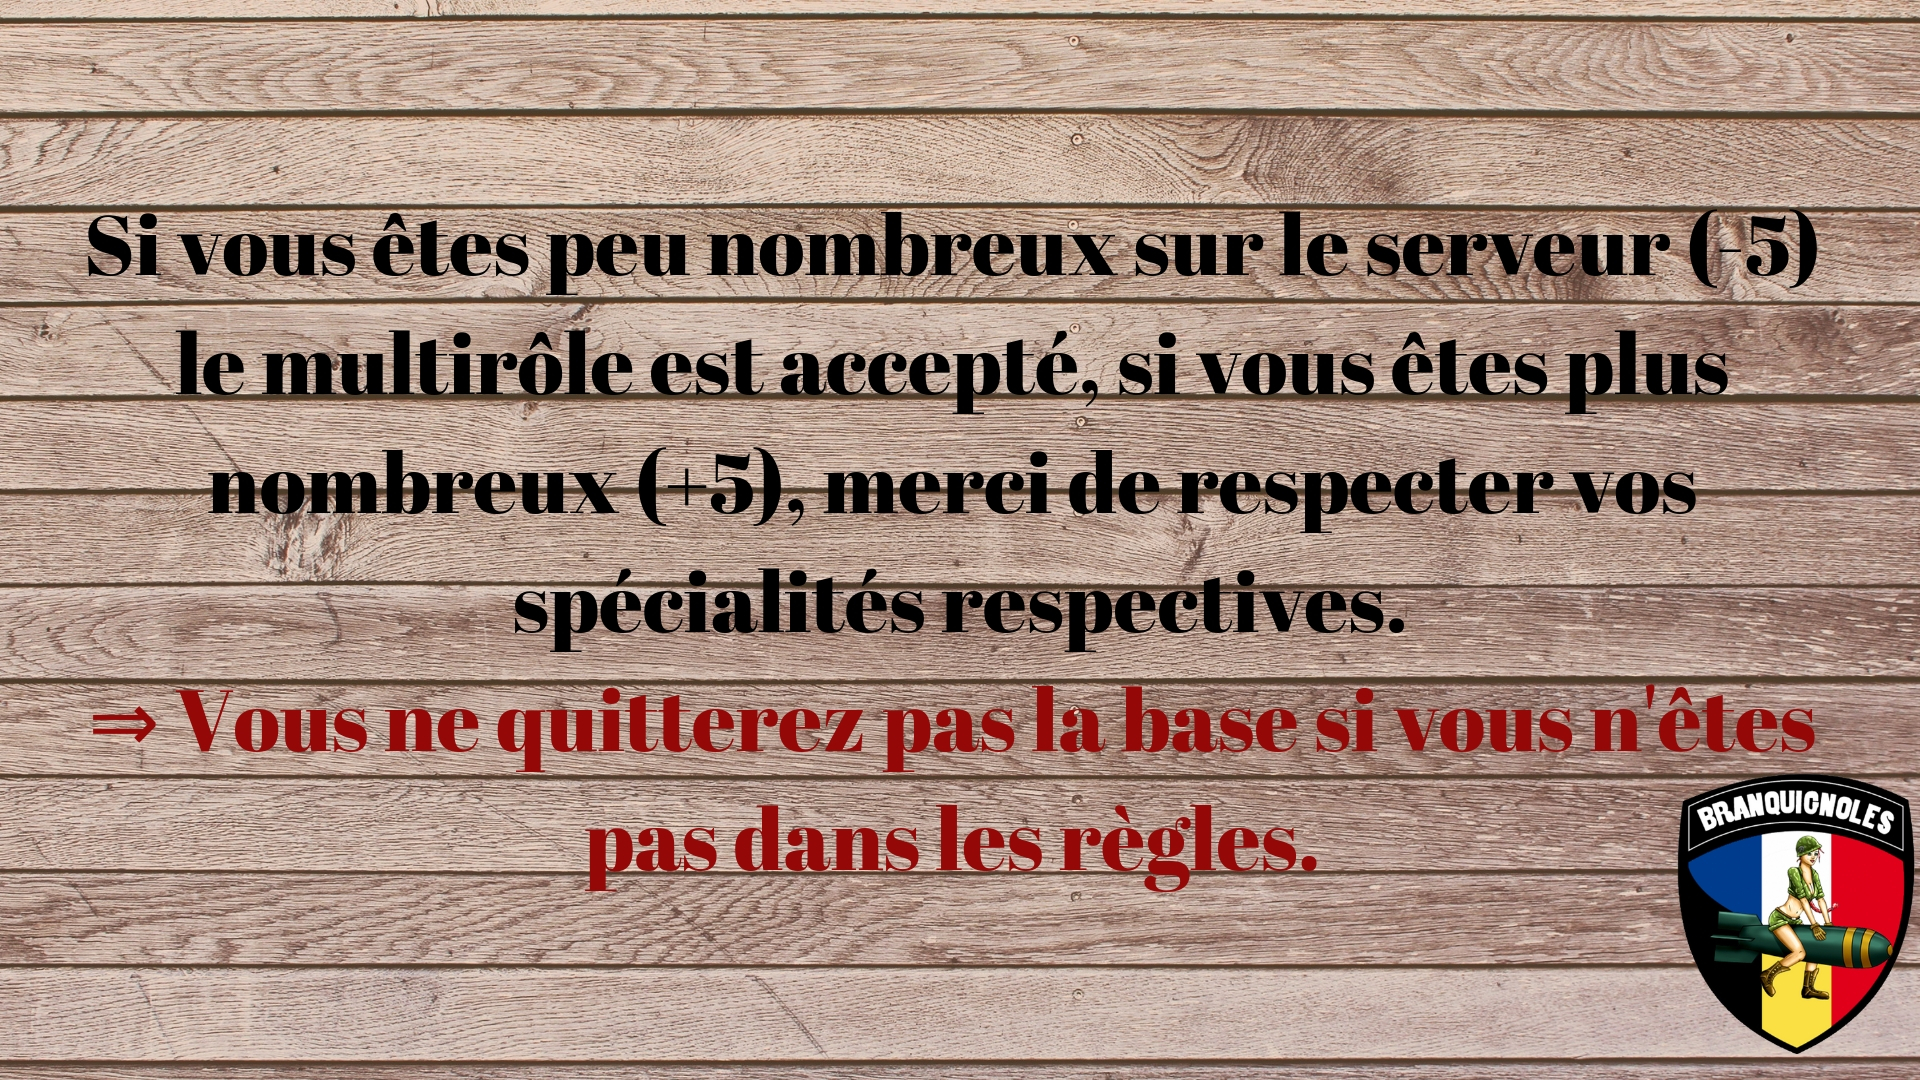 Si vous êtes peu nombreux sur le serveur (-5)
le multirôle est accepté, si vous êtes plus
nombreux (+5), merci de respecter vos
spécialités respectives.
⇒ Vous ne quitterez pas la base si vous n'êtes
pas dans les règles.
BRANQUIGNOLES